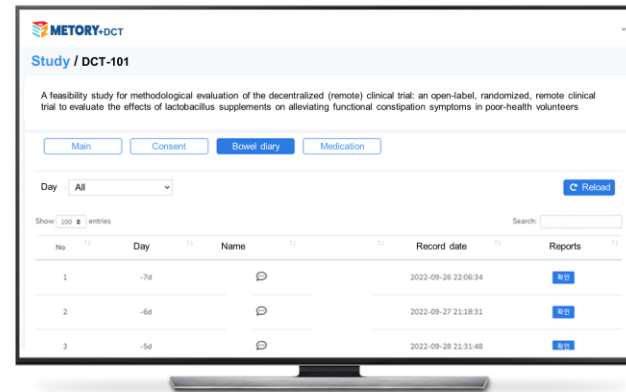 METORY+DCT
Study / DCT-101
A feasibility study for methodological evaluation of the decentralized (remote) clinical trial: an open-label, randomized, remote clinical
trial to evaluate the effects of lactobacillus supplements on alleviating functional constipation symptoms in poor-health volunteers
Main Consent Bowel diary Medication
Day : All Reload
Show 100 entries Search:
No Day Name Record date Reports
1 -7d 2022-09-26 22:06:34 확인
2 -6d 2022-09-27 21:18:31 확인
3 -5d 2022-09-28 21:31:48 확인